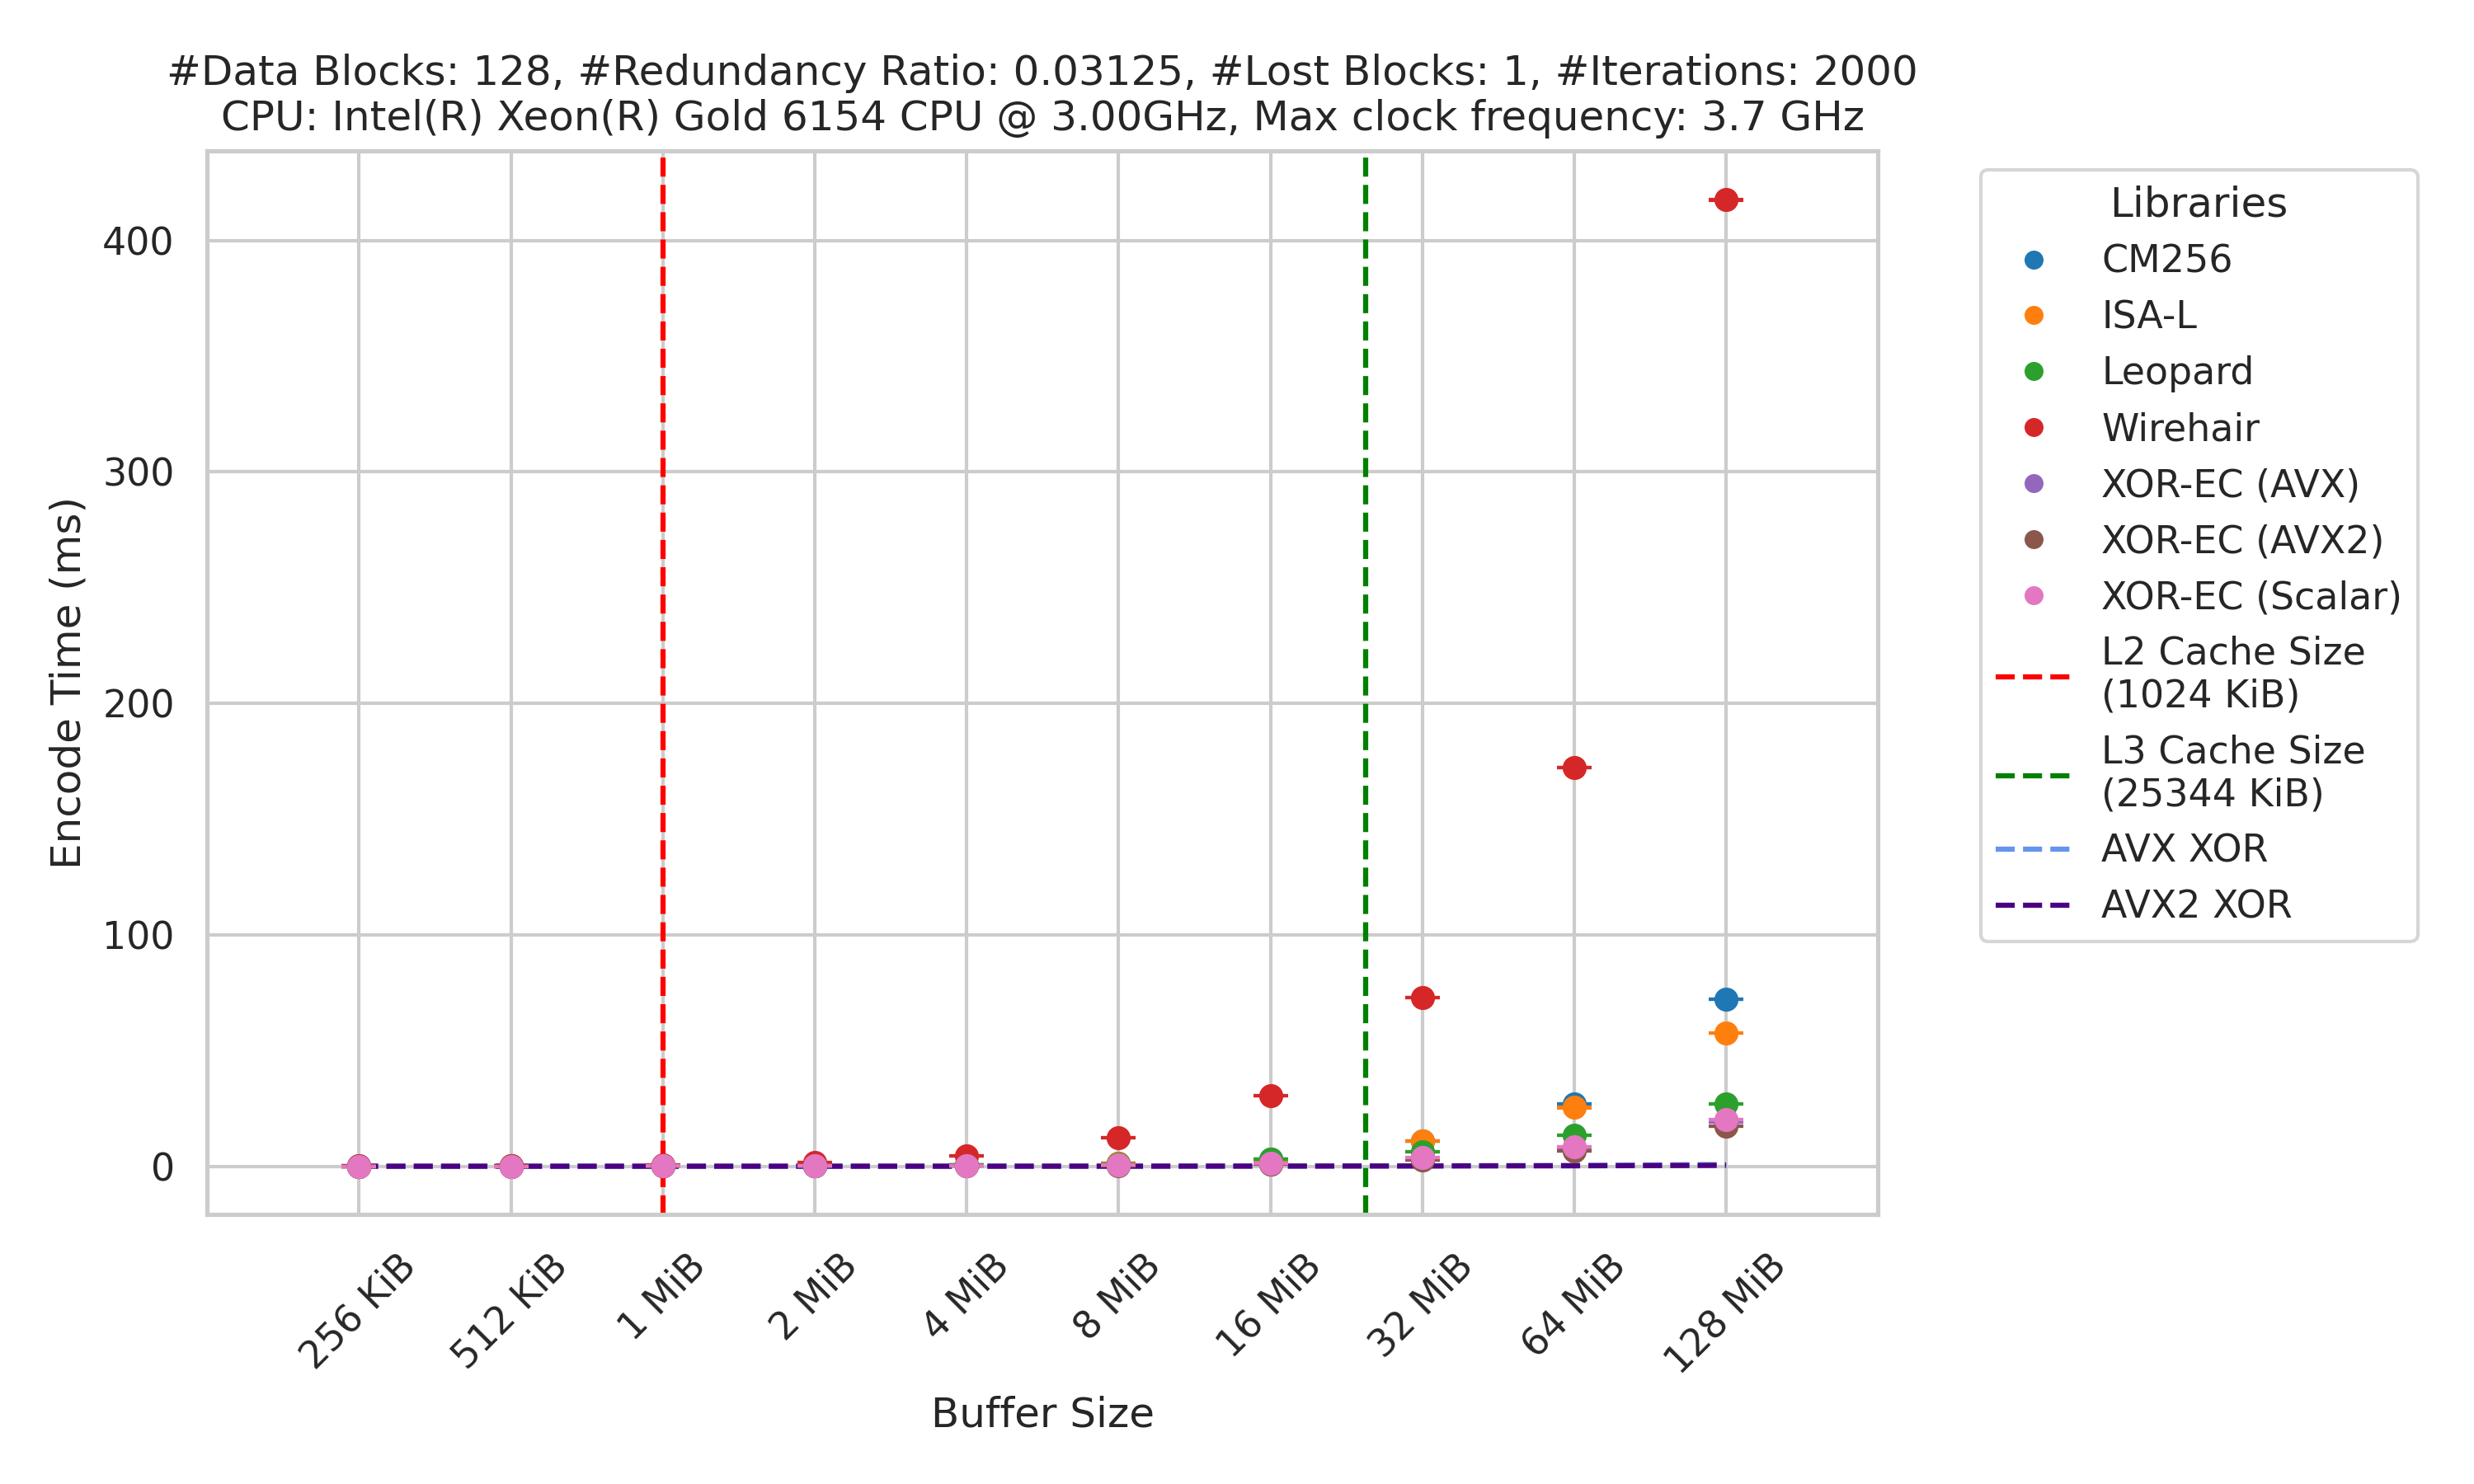 #Data Blocks: 128, #Redundancy Ratio: 0.03125, #Lost Blocks: 1, #Iterations: 2000
CPU: Intel(R) Xeon(R) Gold 6154 CPU @ 3.00GHz, Max clock frequency: 3.7 GHz
Encode Time (ms)
400
300
200
100
0
256 KiB
512 KiB
1 MiB
2 MiB
4 MiB
8 MiB
16 MiB
32 MiB
64 MiB
128 MiB
Buffer Size
Libraries
CM256
ISA-L
Leopard
Wirehair
XOR-EC (AVX)
XOR-EC (AVX2)
XOR-EC (Scalar)
L2 Cache Size
(1024 KiB)
L3 Cache Size
(25344 KiB)
AVX XOR
AVX2 XOR